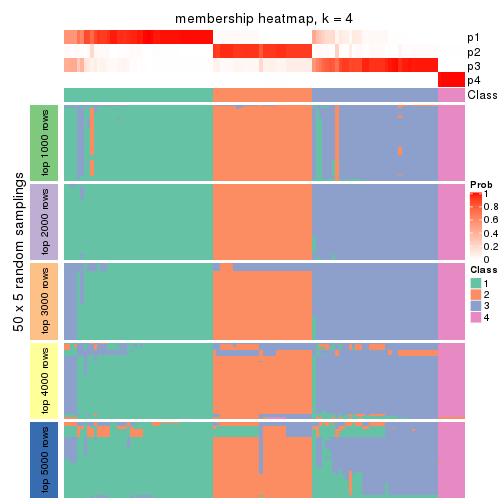 membership heatmap, k = 4
p1
p2
p3
p4
Class
50 x 5 random samplings
top 1000 rows
top 2000 rows
top 3000 rows
top 4000 rows
top 5000 rows
Prob
1
0.8
0.6
0.4
0.2
0
Class
1
2
3
4